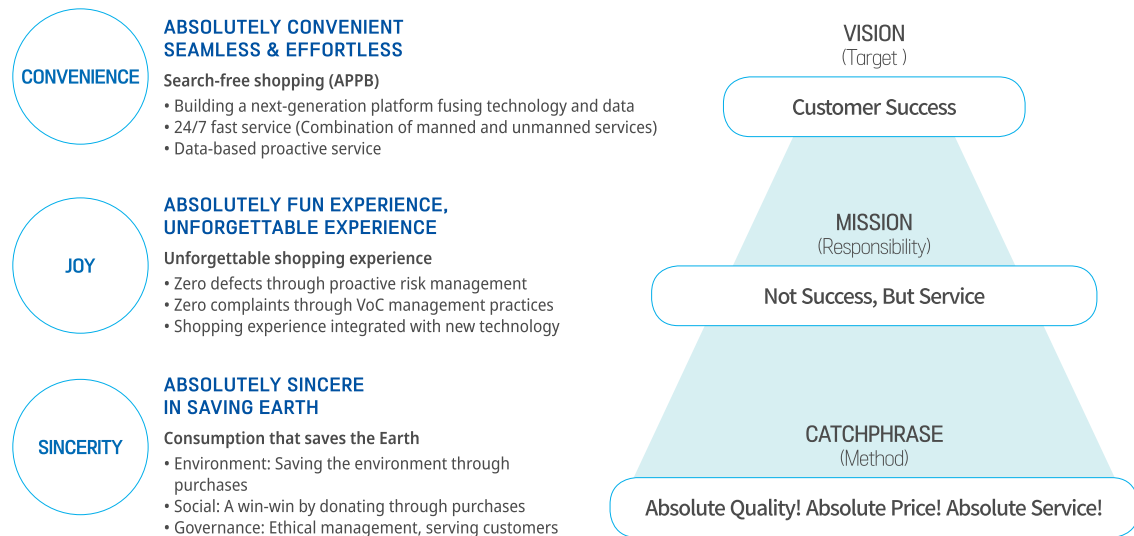 CONVENIENCE
ABSOLUTELY CONVENIENT
SEAMLESS & EFFORTLESS
Search-free shopping (APPB)
• Building a next-generation platform fusing technology and data
• 24/7 fast service (Combination of manned and unmanned services)
• Data-based proactive service
JOY
ABSOLUTELY FUN EXPERIENCE,
UNFORGETTABLE EXPERIENCE
Unforgettable shopping experience
• Zero defects through proactive risk management
• Zero complaints through VoC management practices
• Shopping experience integrated with new technology
SINCERITY
ABSOLUTELY SINCERE
IN SAVING EARTH
Consumption that saves the Earth
• Environment: Saving the environment through
purchases
• Social: A win-win by donating through purchases
• Governance: Ethical management, serving customers
VISION
(Target )
Customer Success
MISSION
(Responsibility)
Not Success, But Service
CATCHPHRASE
(Method)
Absolute Quality! Absolute Price! Absolute Service!